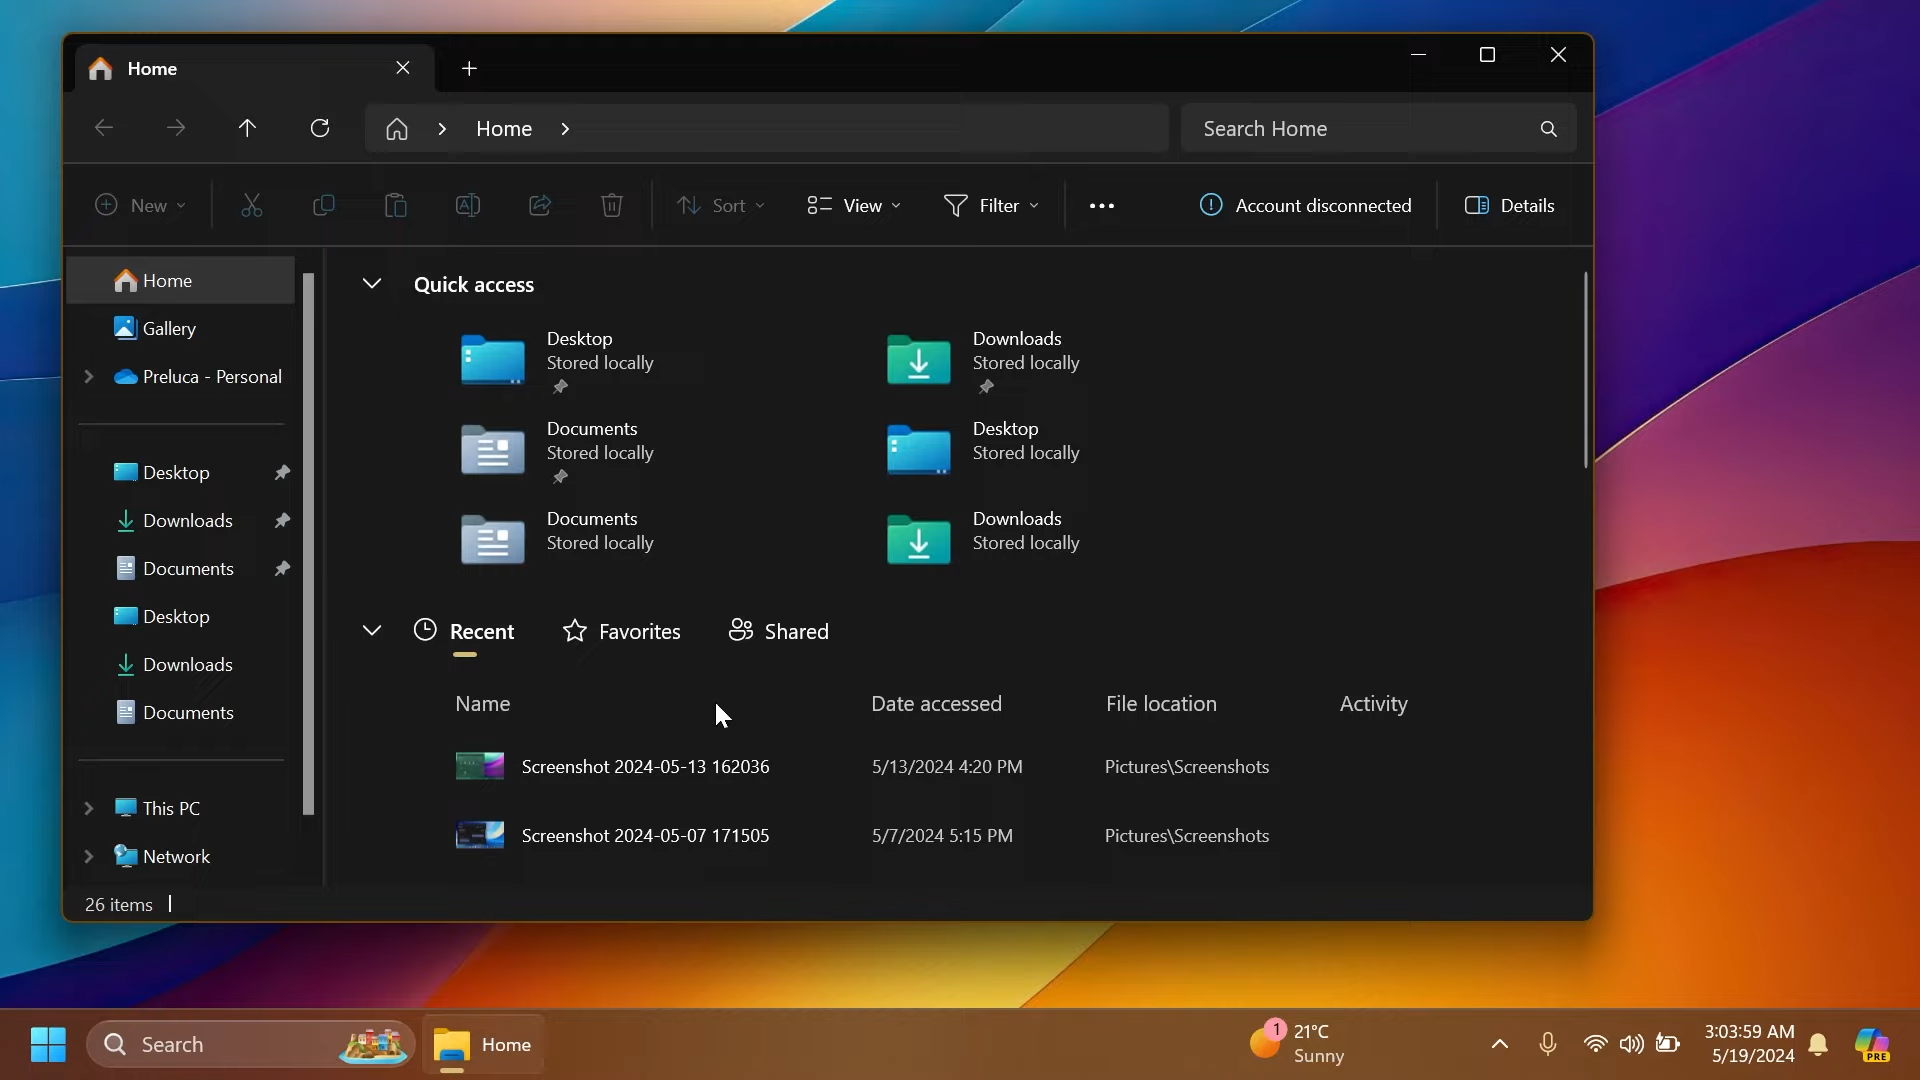 Home
Home
Search Home
New
Sort
View
Filter
Account disconnected
Details
Home
Gallery
Preluca - Personal
Desktop
Downloads
Documents
Desktop
Downloads
Documents
This PC
Network
Quick access
Desktop
Stored locally
Downloads
Stored locally
Documents
Stored locally
Desktop
Stored locally
Documents
Stored locally
Downloads
Stored locally
Recent
Favorites
Shared
Name
Date accessed
File location
Activity
Screenshot 2024-05-13 162036
5/13/2024 4:20 PM
Pictures\Screenshots
Screenshot 2024-05-07 171505
5/7/2024 5:15 PM
Pictures\Screenshots
26 items
Search
Home
1
21°C
Sunny
3:03:59 AM
5/19/2024
PRE